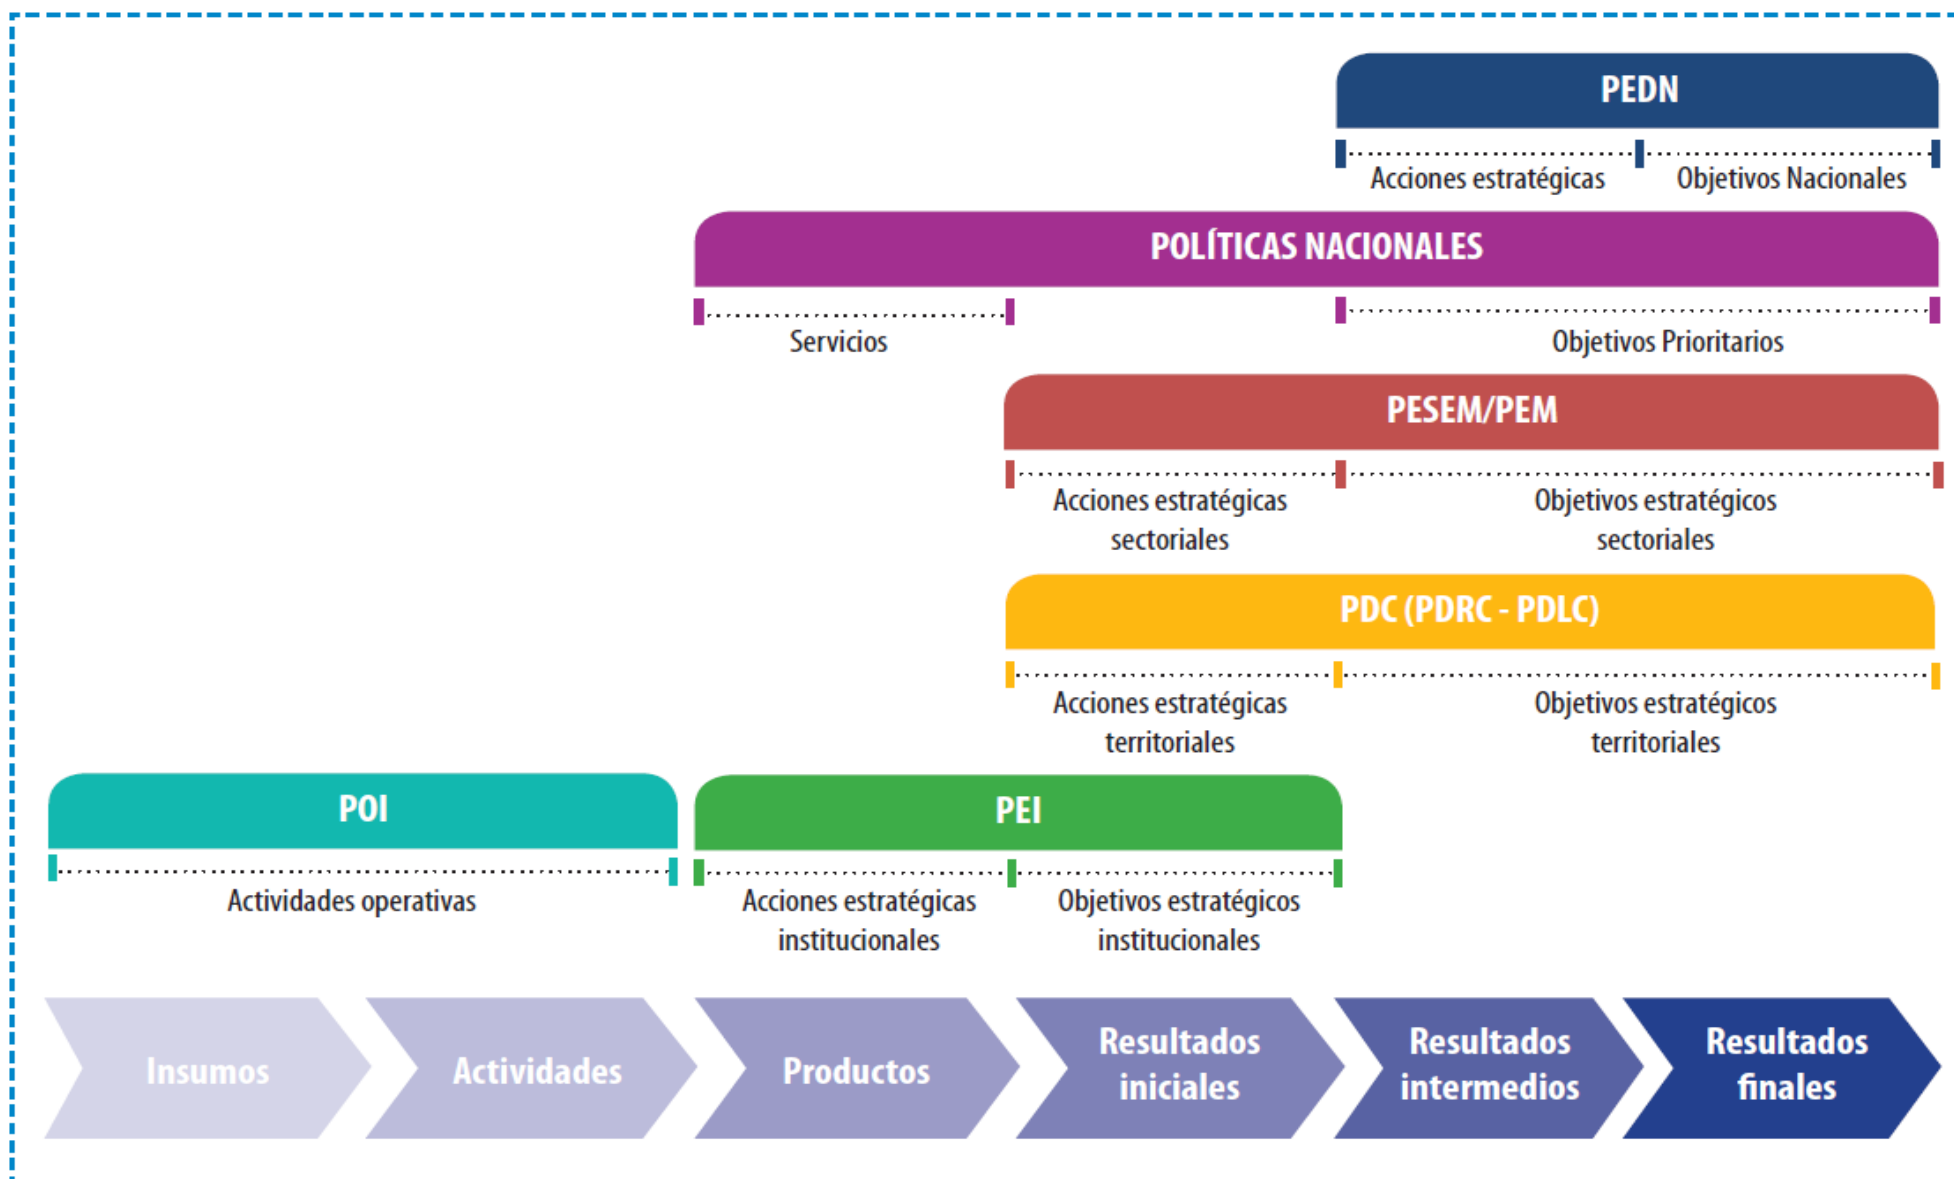 PEDN
Acciones estratégicas
Objetivos Nacionales
POLÍTICAS NACIONALES
Servicios
Objetivos Prioritarios
PESEM/PEM
Acciones estratégicas
sectoriales
Objetivos estratégicos
sectoriales
PDC (PDRC - PDLC)
Acciones estratégicas
territoriales
Objetivos estratégicos
territoriales
POI
Actividades operativas
PEI
Acciones estratégicas
institucionales
Objetivos estratégicos
institucionales
Insumos
Actividades
Productos
Resultados
iniciales
Resultados
intermedios
Resultados
finales